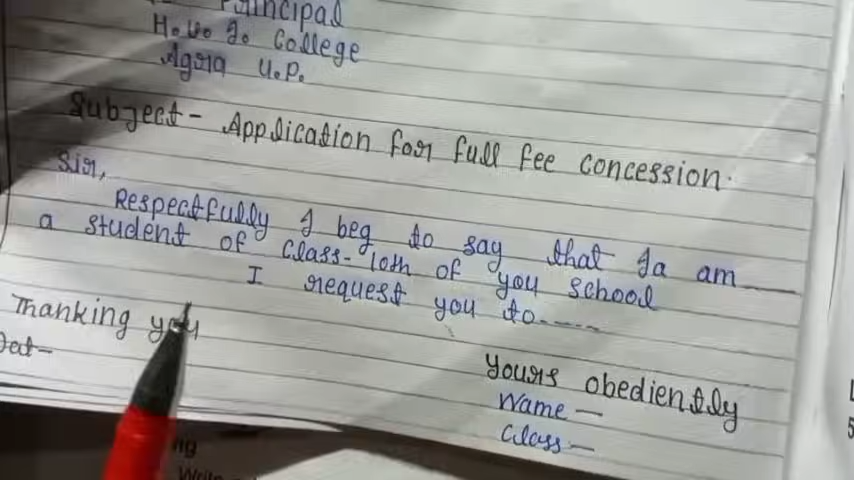 Principal
H.V. I. College
Agra U.P.
Subject - Application for full fee concession.
Sir,
Respectfully I beg to say that Ia am
a student of class-10th of you school
I request you to-----
Thanking you
Dat-
Yours obediently
Name -
Class -